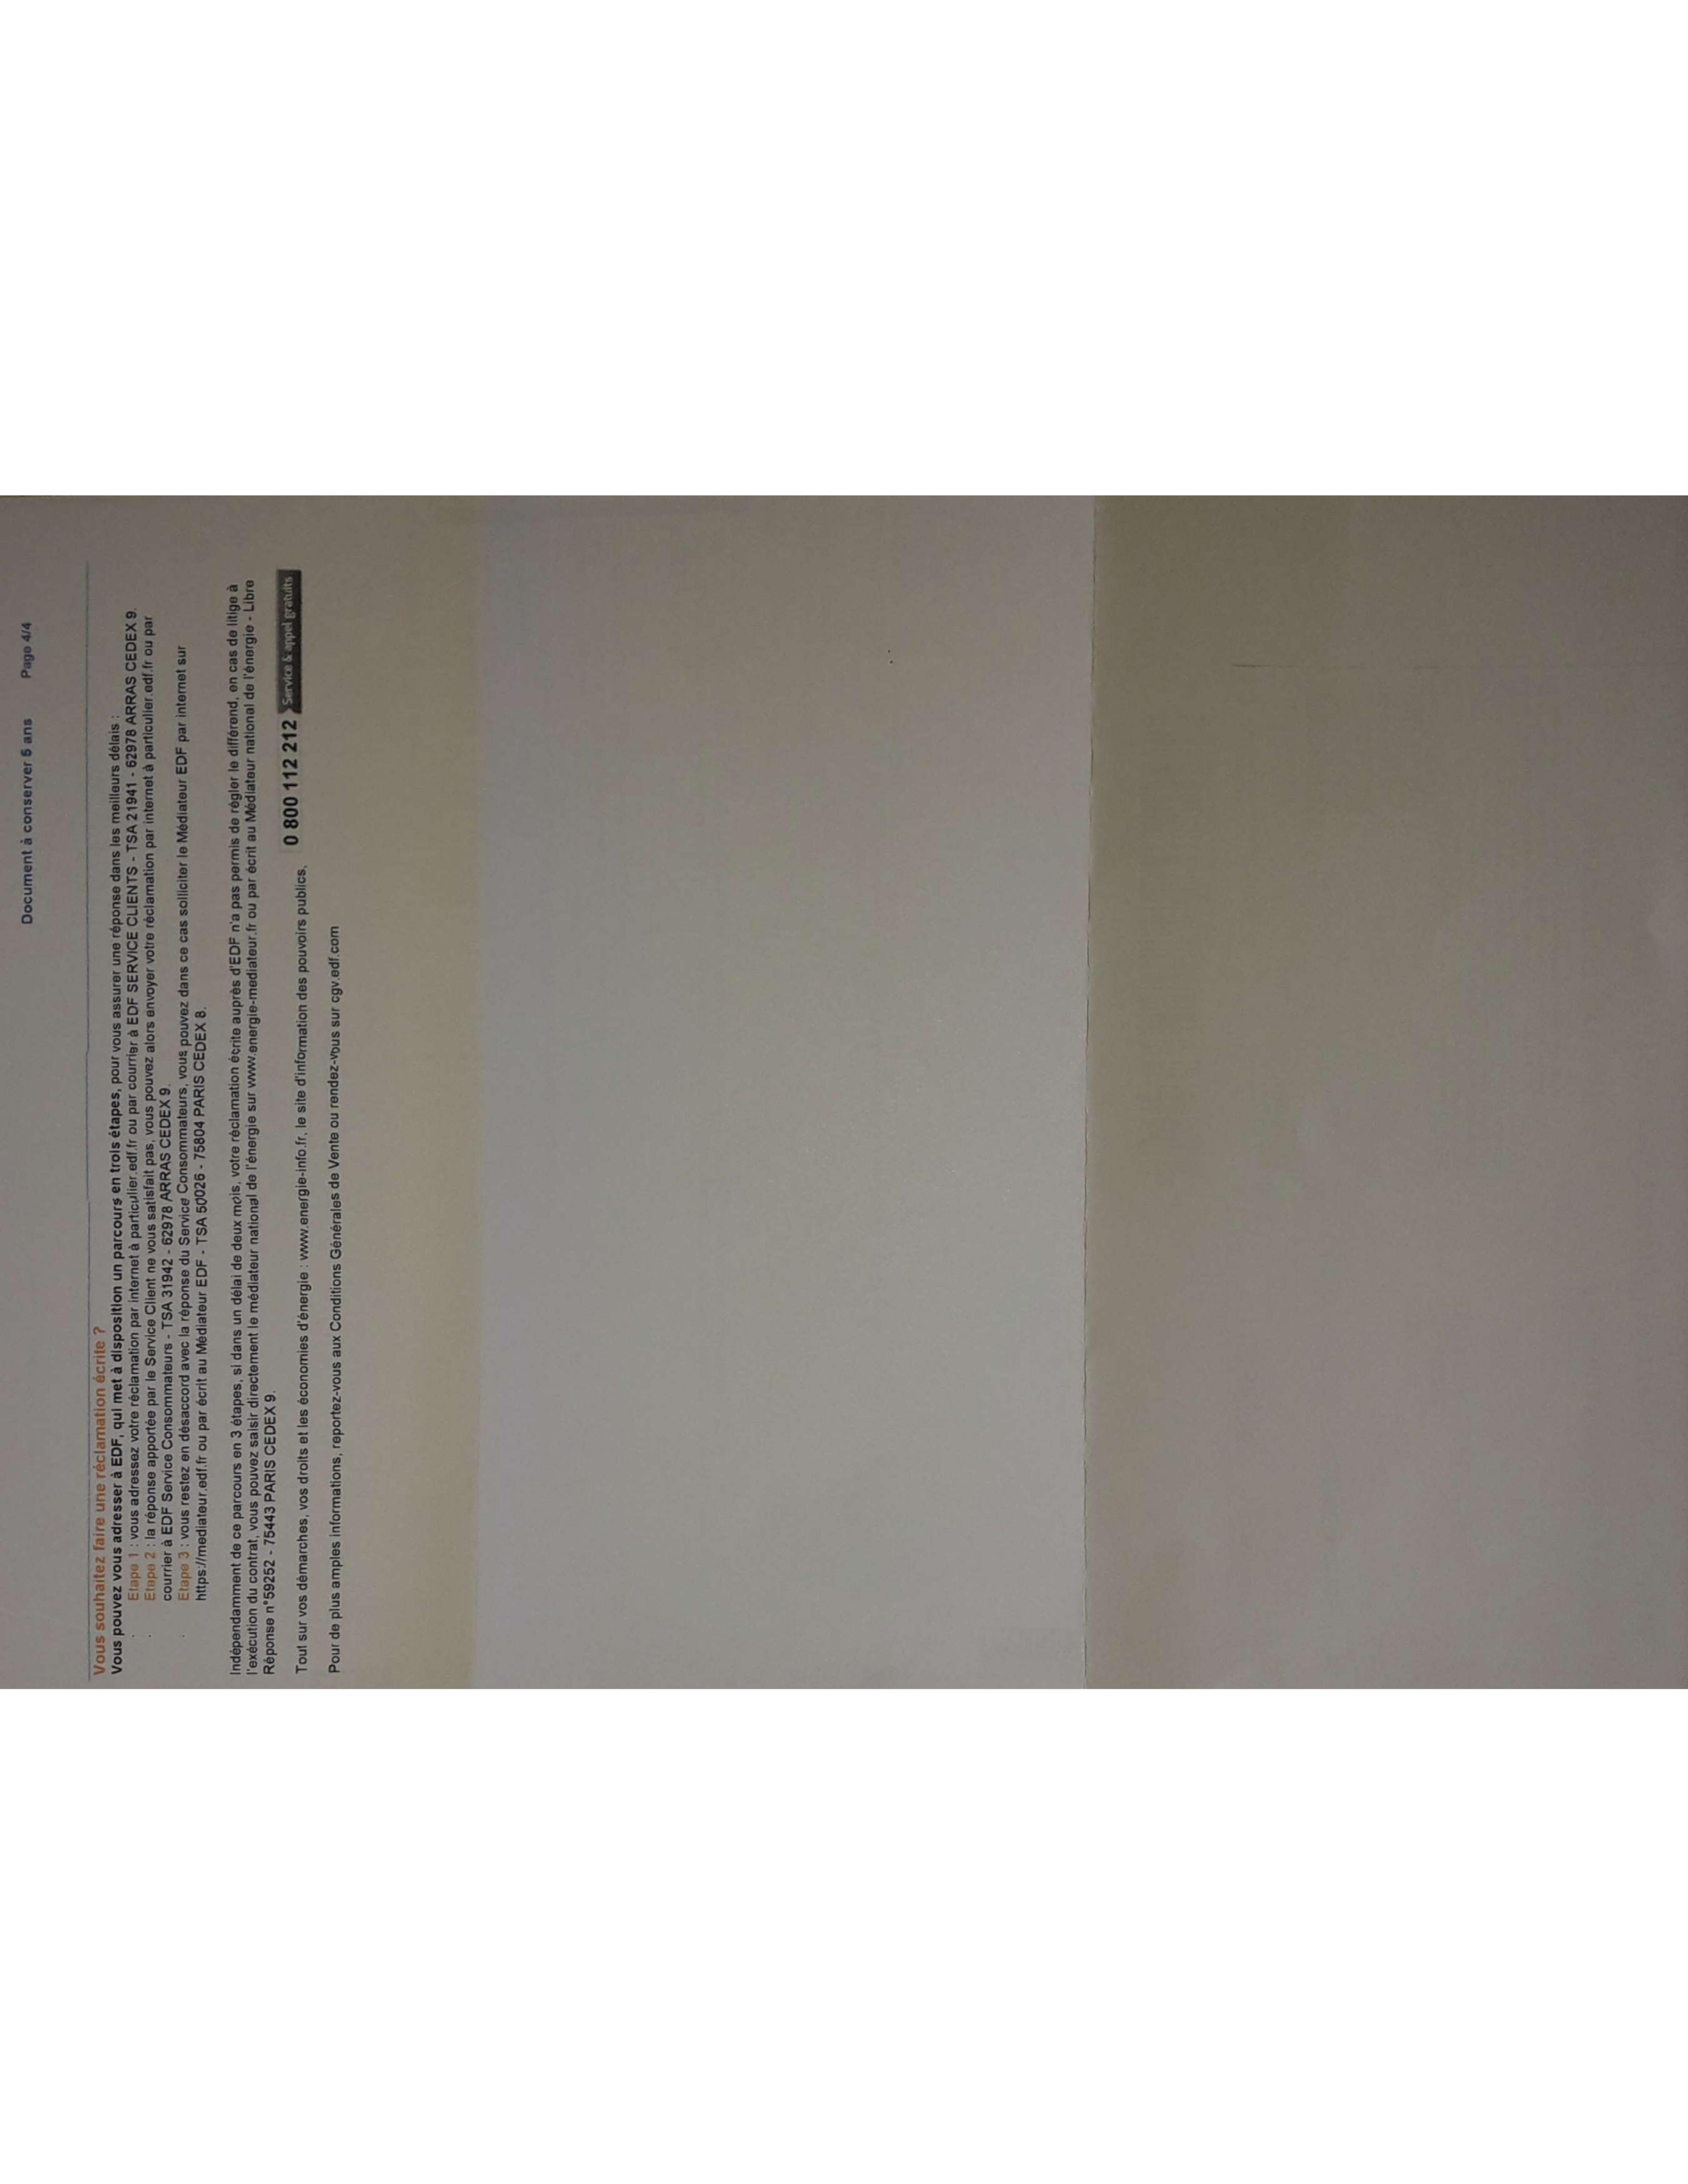 Document à conserver 5 ans Page 4/4
Vous souhaitez faire une réclamation écrite ?
Vous pouvez vous adresser à EDF, qui met à disposition un parcours en trois étapes, pour vous assurer une réponse dans les meilleurs délais :
. Etape 1 : vous adressez votre réclamation par internet à particulier.edf.fr ou par courrier à EDF SERVICE CLIENTS - TSA 21941 - 62978 ARRAS CEDEX 9.
. Etape 2 : la réponse apportée par le Service Client ne vous satisfait pas, vous pouvez alors envoyer votre réclamation par internet à particulier.edf.fr ou par
courrier à EDF Service Consommateurs - TSA 31942 - 62978 ARRAS CEDEX 9.
. Etape 3 : vous restez en désaccord avec la réponse du Service Consommateurs, vous pouvez dans ce cas solliciter le Médiateur EDF par internet sur
https://mediateur.edf.fr ou par écrit au Médiateur EDF - TSA 50026 - 75804 PARIS CEDEX 8.
Indépendamment de ce parcours en 3 étapes, si dans un délai de deux mois, votre réclamation écrite auprès d'EDF n'a pas permis de régler le différend, en cas de litige à
l'exécution du contrat, vous pouvez saisir directement le médiateur national de l'énergie sur www.energie-mediateur.fr ou par écrit au Médiateur national de l'énergie - Libre
Réponse n°59252 - 75443 PARIS CEDEX 9.
Tout sur vos démarches, vos droits et les économies d'énergie : www.energie-info.fr, le site d'information des pouvoirs publics, 0 800 112 212 Service & appel gratuits
Pour de plus amples informations, reportez-vous aux Conditions Générales de Vente ou rendez-vous sur cgv.edf.com